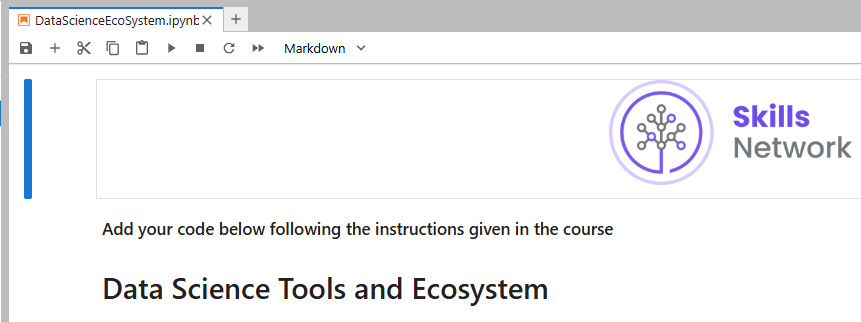 DataScienceEcoSystem.ipynb
Markdown
Skills
Network
Add your code below following the instructions given in the course
Data Science Tools and Ecosystem